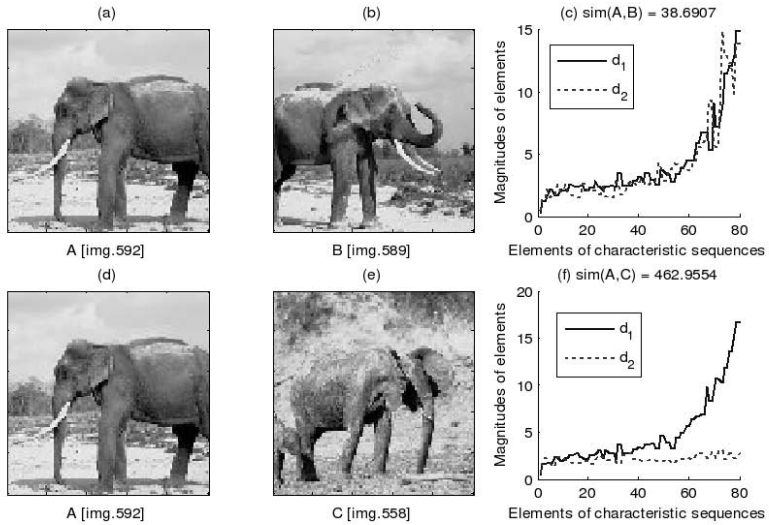 (a)
(b)
(c) sim(A,B) = 38.6907
15
10
5
0
1
20
40
60
80
Magnitudes of elements
d1
d2
Elements of characteristic sequences
A [img.592]
B [img.589]
(d)
(e)
(f) sim(A,C) = 462.9554
20
15
10
5
0
1
20
40
60
80
Magnitudes of elements
d1
d2
Elements of characteristic sequences
A [img.592]
C [img.558]